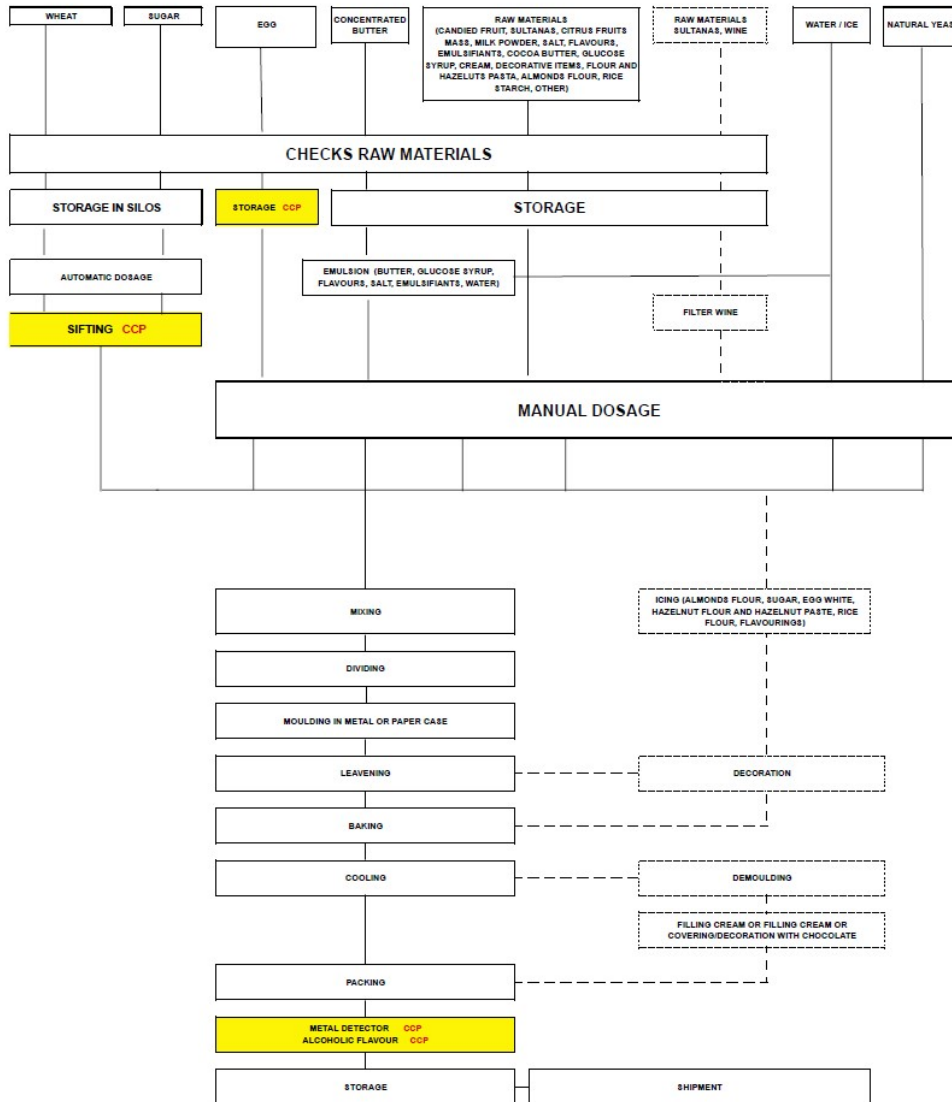 WHEAT
SUGAR
EGG
CONCENTRATED
BUTTER
RAW MATERIALS
(CANDIED FRUIT, SULTANAS, CITRUS FRUITS
MASS, MILK POWDER, SALT, FLAVOURS,
EMULSIFIANTS, COCOA BUTTER, GLUCOSE
SYRUP, CREAM, DECORATIVE ITEMS, FLOUR AND
HAZELUTS PASTA, ALMONDS FLOUR, RICE
STARCH, OTHER)
RAW MATERIALS
SULTANAS, WINE
WATER / ICE
NATURAL YEAS
CHECKS RAW MATERIALS
STORAGE IN SILOS
STORAGE CCP
STORAGE
AUTOMATIC DOSAGE
EMULSION (BUTTER, GLUCOSE SYRUP,
FLAVOURS, SALT, EMULSIFIANTS, WATER)
SIFTING CCP
FILTER WINE
MANUAL DOSAGE
MIXING
ICING (ALMONDS FLOUR, SUGAR, EGG WHITE,
HAZELNUT FLOUR AND HAZELNUT PASTE, RICE
FLOUR, FLAVOURINGS)
DIVIDING
MOULDING IN METAL OR PAPER CASE
LEAVENING
DECORATION
BAKING
COOLING
DEMOULDING
FILLING CREAM OR FILLING CREAM OR
COVERING/DECORATION WITH CHOCOLATE
PACKING
METAL DETECTOR CCP
ALCOHOLIC FLAVOUR CCP
STORAGE
SHIPMENT